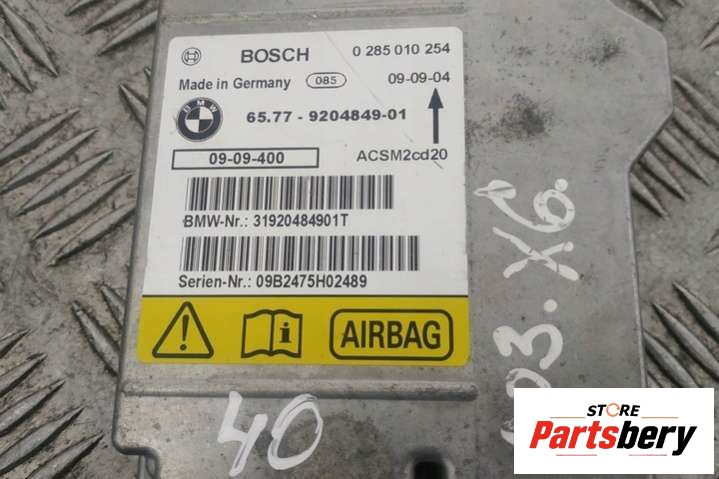 BOSCH 0 285 010 254
Made in Germany 085 09-09-04
BMW 65.77 - 9204849-01
09-09-400 ACSM2cd20
BMW-Nr.: 31920484901T
Serien-Nr.: 09B2475H02489
i AIRBAG
40
03. X6.
STORE
Partsbery